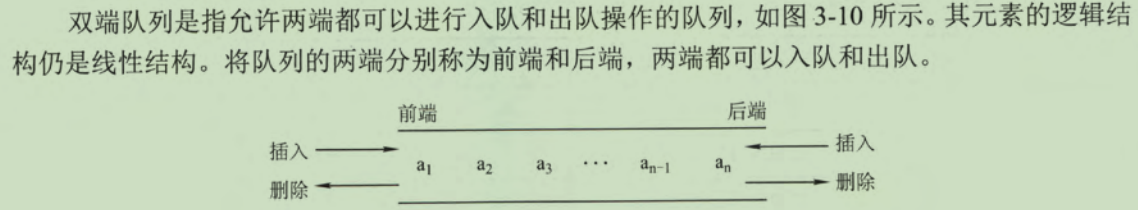 双端队列是指允许两端都可以进行入队和出队操作的队列，如图 3-10 所示。其元素的逻辑结
构仍是线性结构。将队列的两端分别称为前端和后端，两端都可以入队和出队。
前端 后端
插入 插入
a₁ a₂ a₃ ··· aₙ₋₁ aₙ
删除 删除